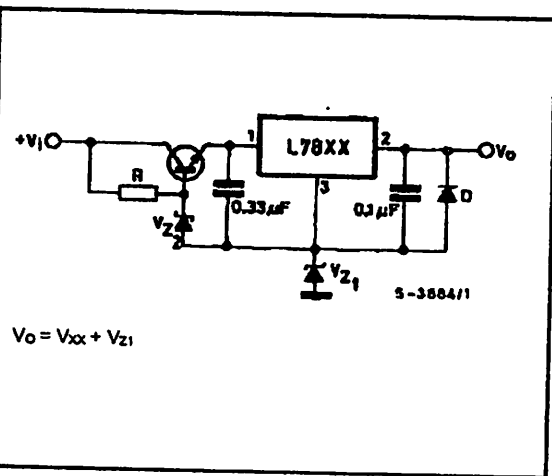 +Vi
1
L78XX
2
Vo
R
3
0.33µF
0.1µF
D
VZ2
VZ1
S-3884/1
Vo = Vxx + VZ1